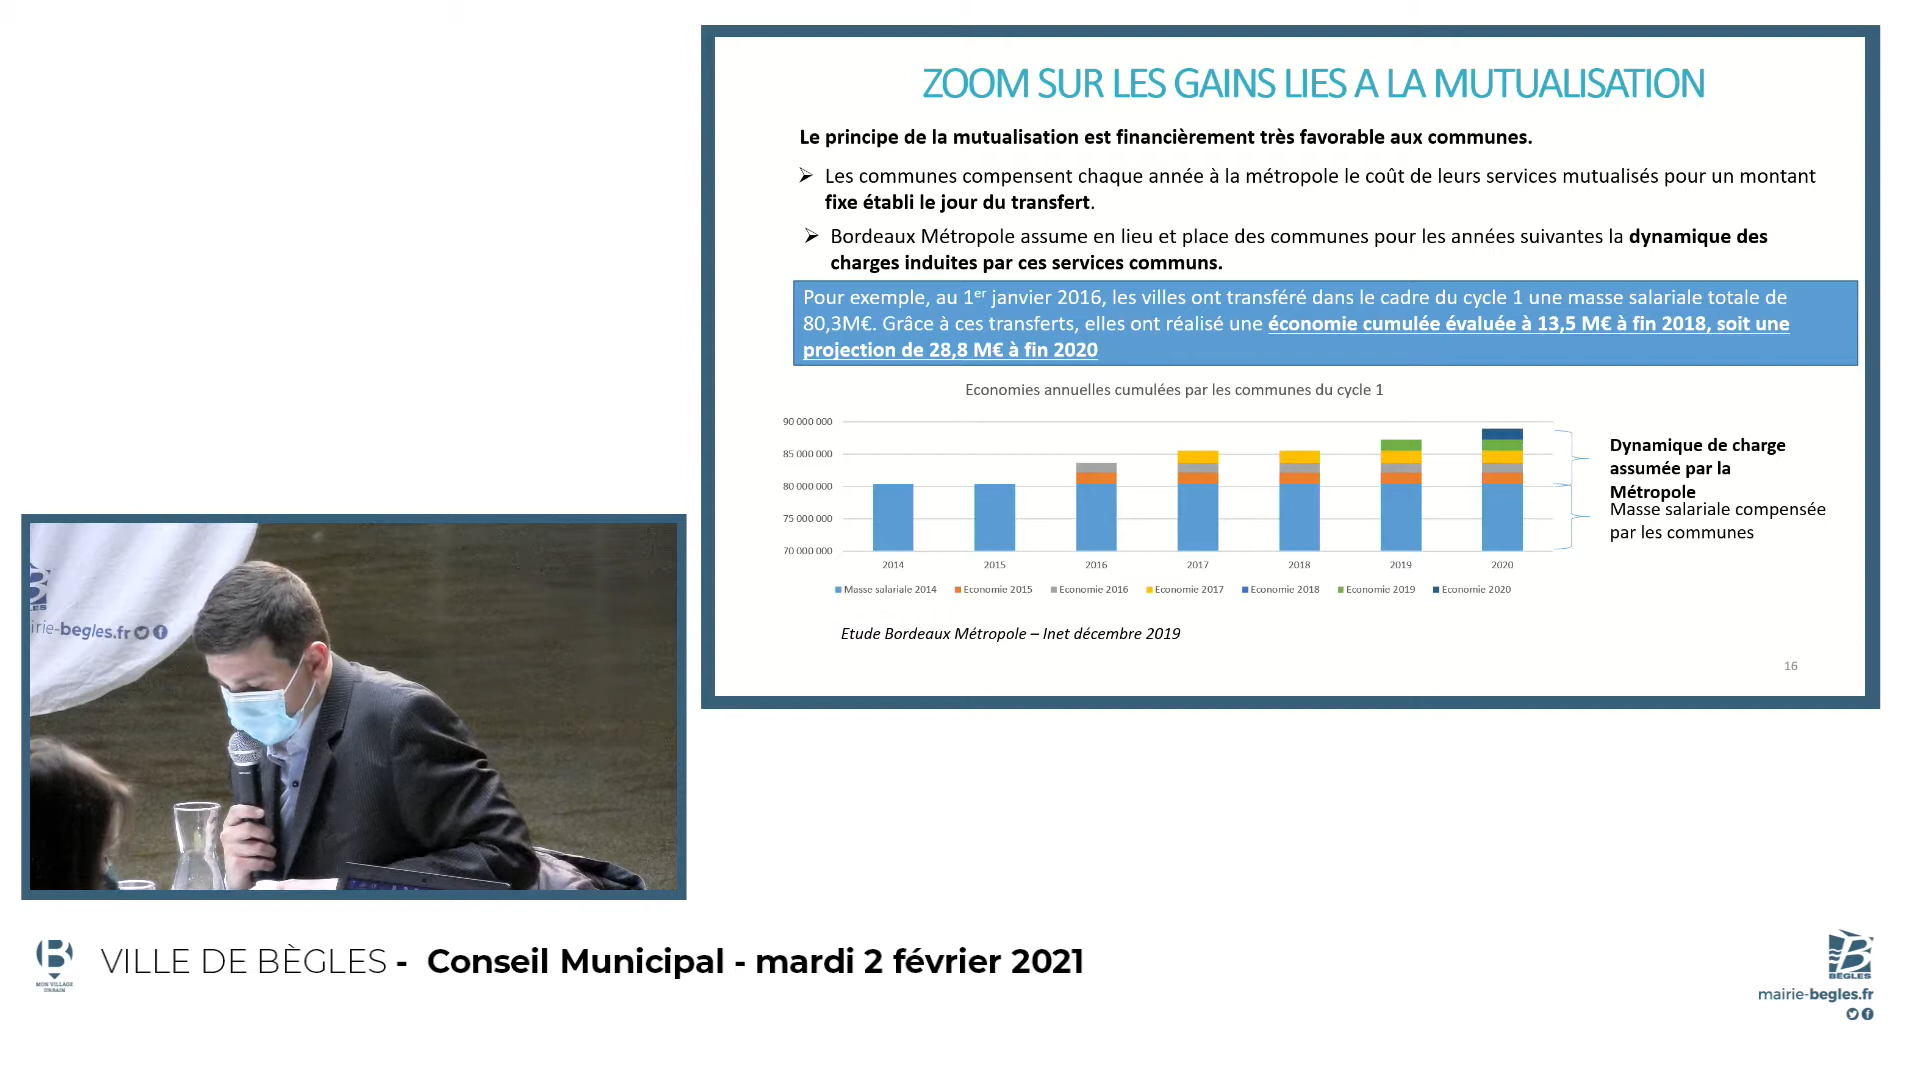 ZOOM SUR LES GAINS LIES A LA MUTUALISATION
Le principe de la mutualisation est financièrement très favorable aux communes.
➢ Les communes compensent chaque année à la métropole le coût de leurs services mutualisés pour un montant
fixe établi le jour du transfert.
➢ Bordeaux Métropole assume en lieu et place des communes pour les années suivantes la dynamique des
charges induites par ces services communs.
Pour exemple, au 1er janvier 2016, les villes ont transféré dans le cadre du cycle 1 une masse salariale totale de
80,3M€. Grâce à ces transferts, elles ont réalisé une économie cumulée évaluée à 13,5 M€ à fin 2018, soit une
projection de 28,8 M€ à fin 2020
Economies annuelles cumulées par les communes du cycle 1
90 000 000
85 000 000
80 000 000
75 000 000
70 000 000
2014 2015 2016 2017 2018 2019 2020
Masse salariale 2014 Economie 2015 Economie 2016 Economie 2017 Economie 2018 Economie 2019 Economie 2020
Dynamique de charge
assumée par la
Métropole
Masse salariale compensée
par les communes
Etude Bordeaux Métropole – Inet décembre 2019
16
LES
irie-begles.fr
B
MON VILLAGE
URBAIN
VILLE DE BÈGLES - Conseil Municipal - mardi 2 février 2021
B
BÈGLES
mairie-begles.fr